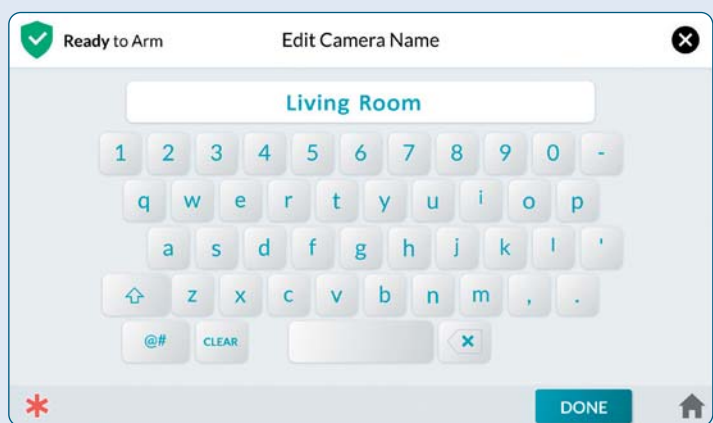 Ready to Arm Edit Camera Name
Living Room
1 2 3 4 5 6 7 8 9 0 -
q w e r t y u i o p
a s d f g h j k l '
z x c v b n m , .
@# CLEAR
DONE